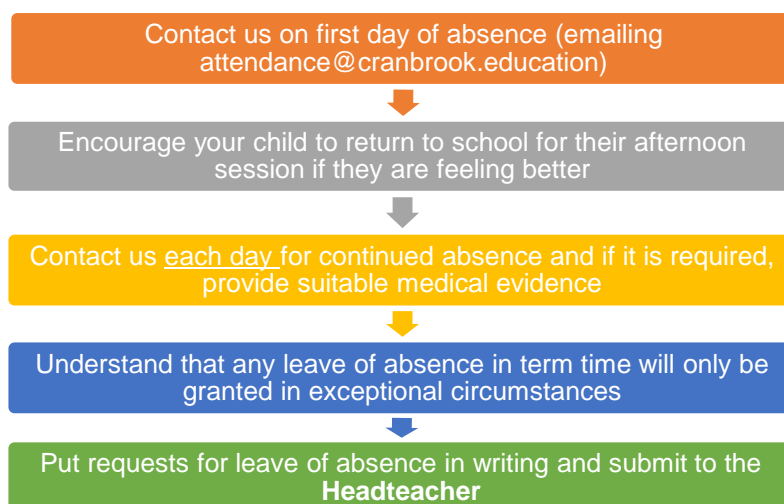 Contact us on first day of absence (emailing
attendance@cranbrook.education)
Encourage your child to return to school for their afternoon
session if they are feeling better
Contact us each day for continued absence and if it is required,
provide suitable medical evidence
Understand that any leave of absence in term time will only be
granted in exceptional circumstances
Put requests for leave of absence in writing and submit to the
Headteacher